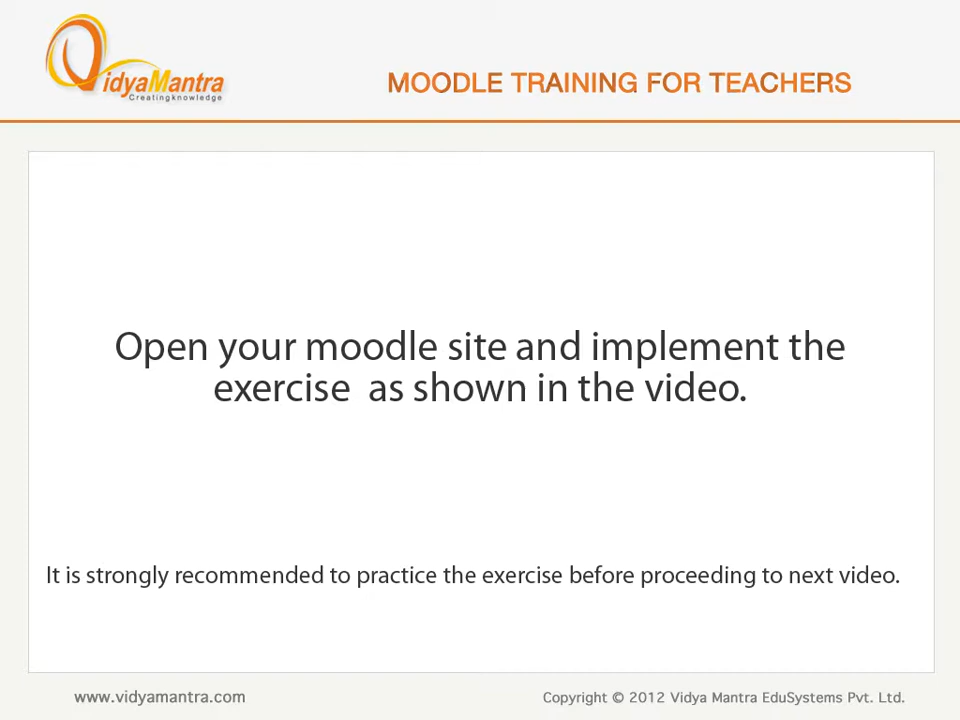 VidyaMantra
Creatingknowledge
MOODLE TRAINING FOR TEACHERS
Open your moodle site and implement the
exercise as shown in the video.
It is strongly recommended to practice the exercise before proceeding to next video.
www.vidyamantra.com
Copyright © 2012 Vidya Mantra EduSystems Pvt. Ltd.